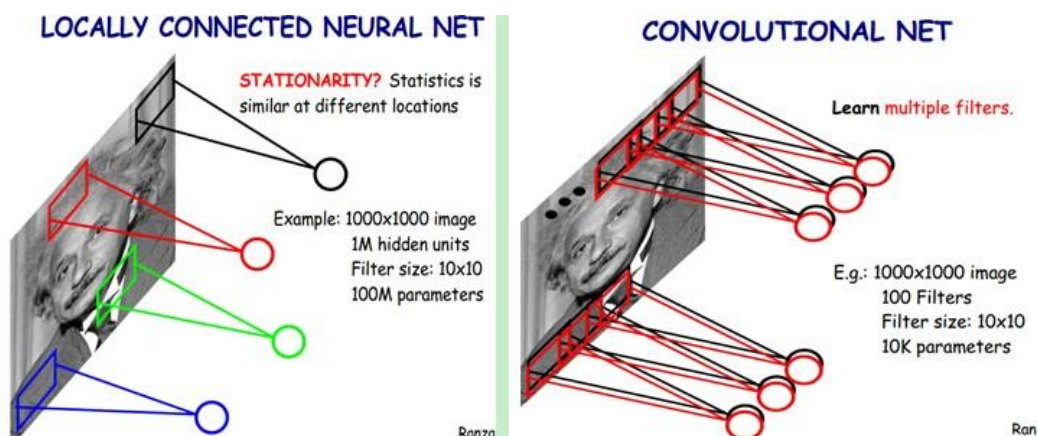 LOCALLY CONNECTED NEURAL NET
STATIONARITY? Statistics is
similar at different locations
Example: 1000x1000 image
1M hidden units
Filter size: 10x10
100M parameters
Ranza
CONVOLUTIONAL NET
Learn multiple filters.
E.g.: 1000x1000 image
100 Filters
Filter size: 10x10
10K parameters
Ran